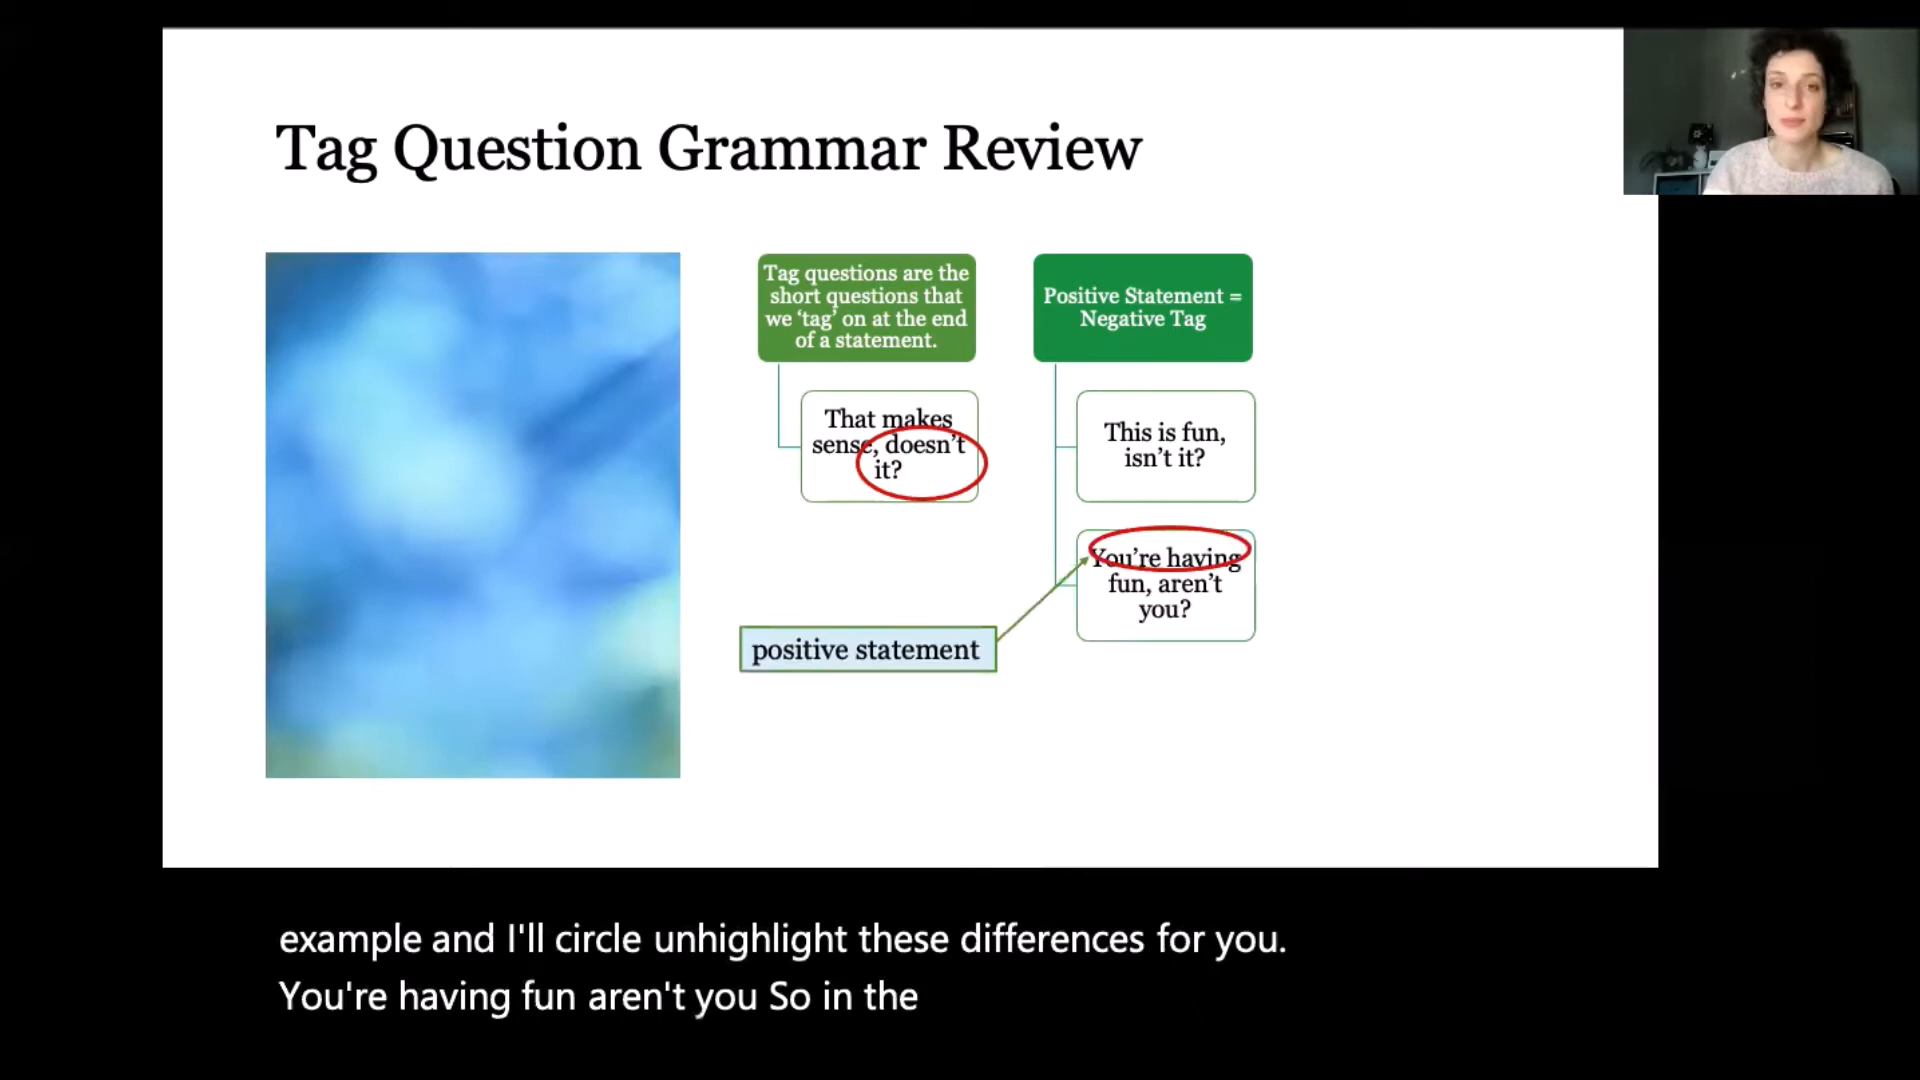 Tag Question Grammar Review
Tag questions are the
short questions that
we ‘tag’ on at the end
of a statement.
That makes
sense, doesn’t
it?
Positive Statement =
Negative Tag
This is fun,
isn’t it?
You’re having
fun, aren’t
you?
positive statement
example and I'll circle unhighlight these differences for you.
You're having fun aren't you So in the